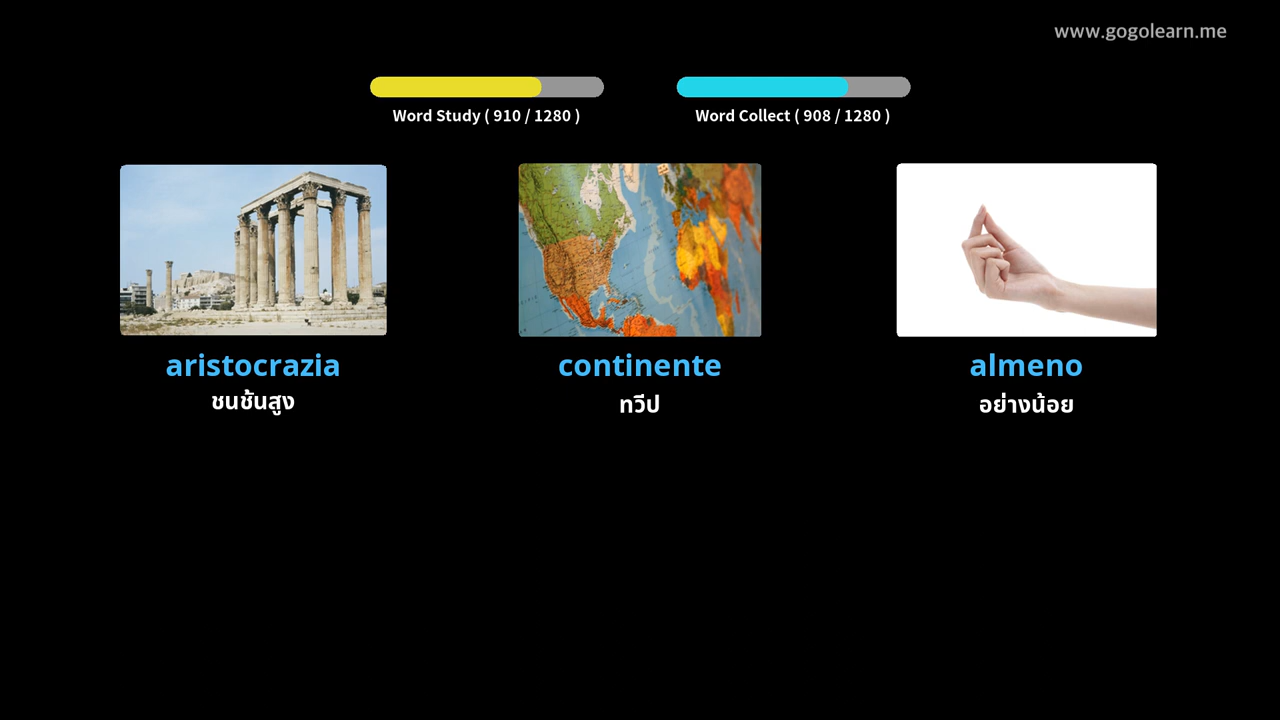 www.gogolearn.me
Word Study ( 910 / 1280 )
Word Collect ( 908 / 1280 )
aristocrazia
ชนชั้นสูง
continente
ทวีป
almeno
อย่างน้อย